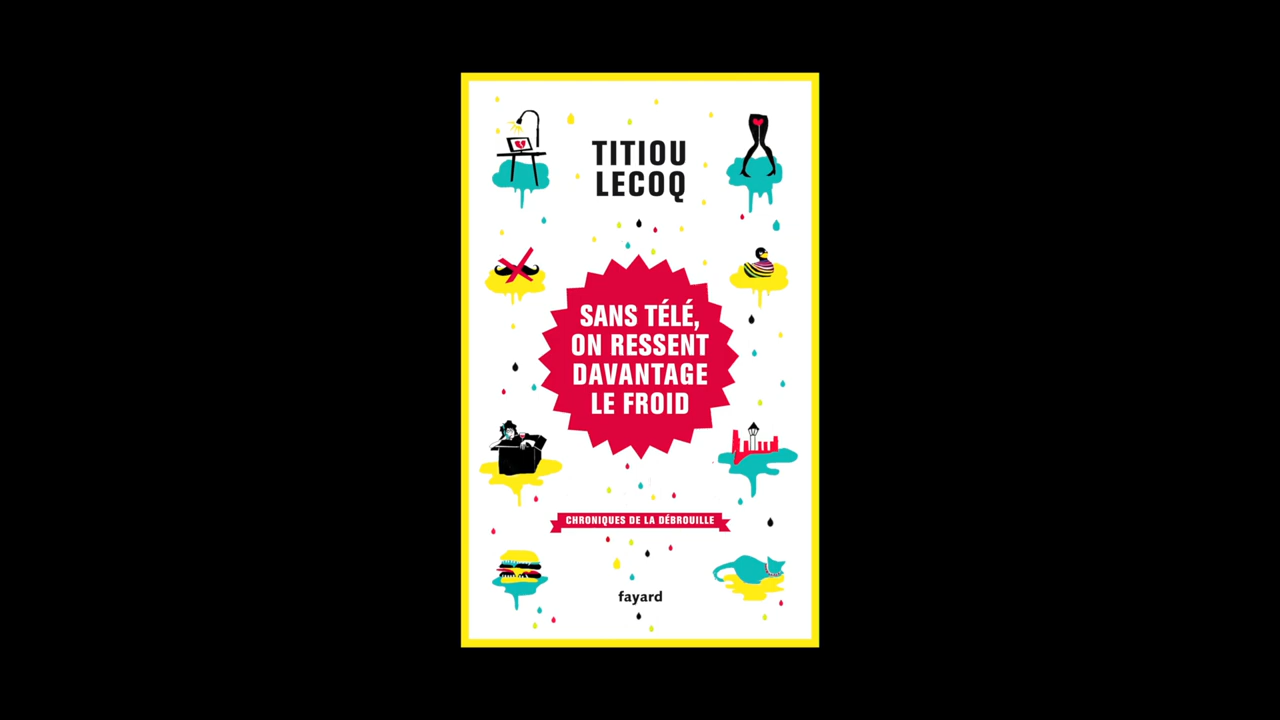 TITIOU
LECOQ
SANS TÉLÉ,
ON RESSENT
DAVANTAGE
LE FROID
CHRONIQUES DE LA DÉBROUILLE
fayard